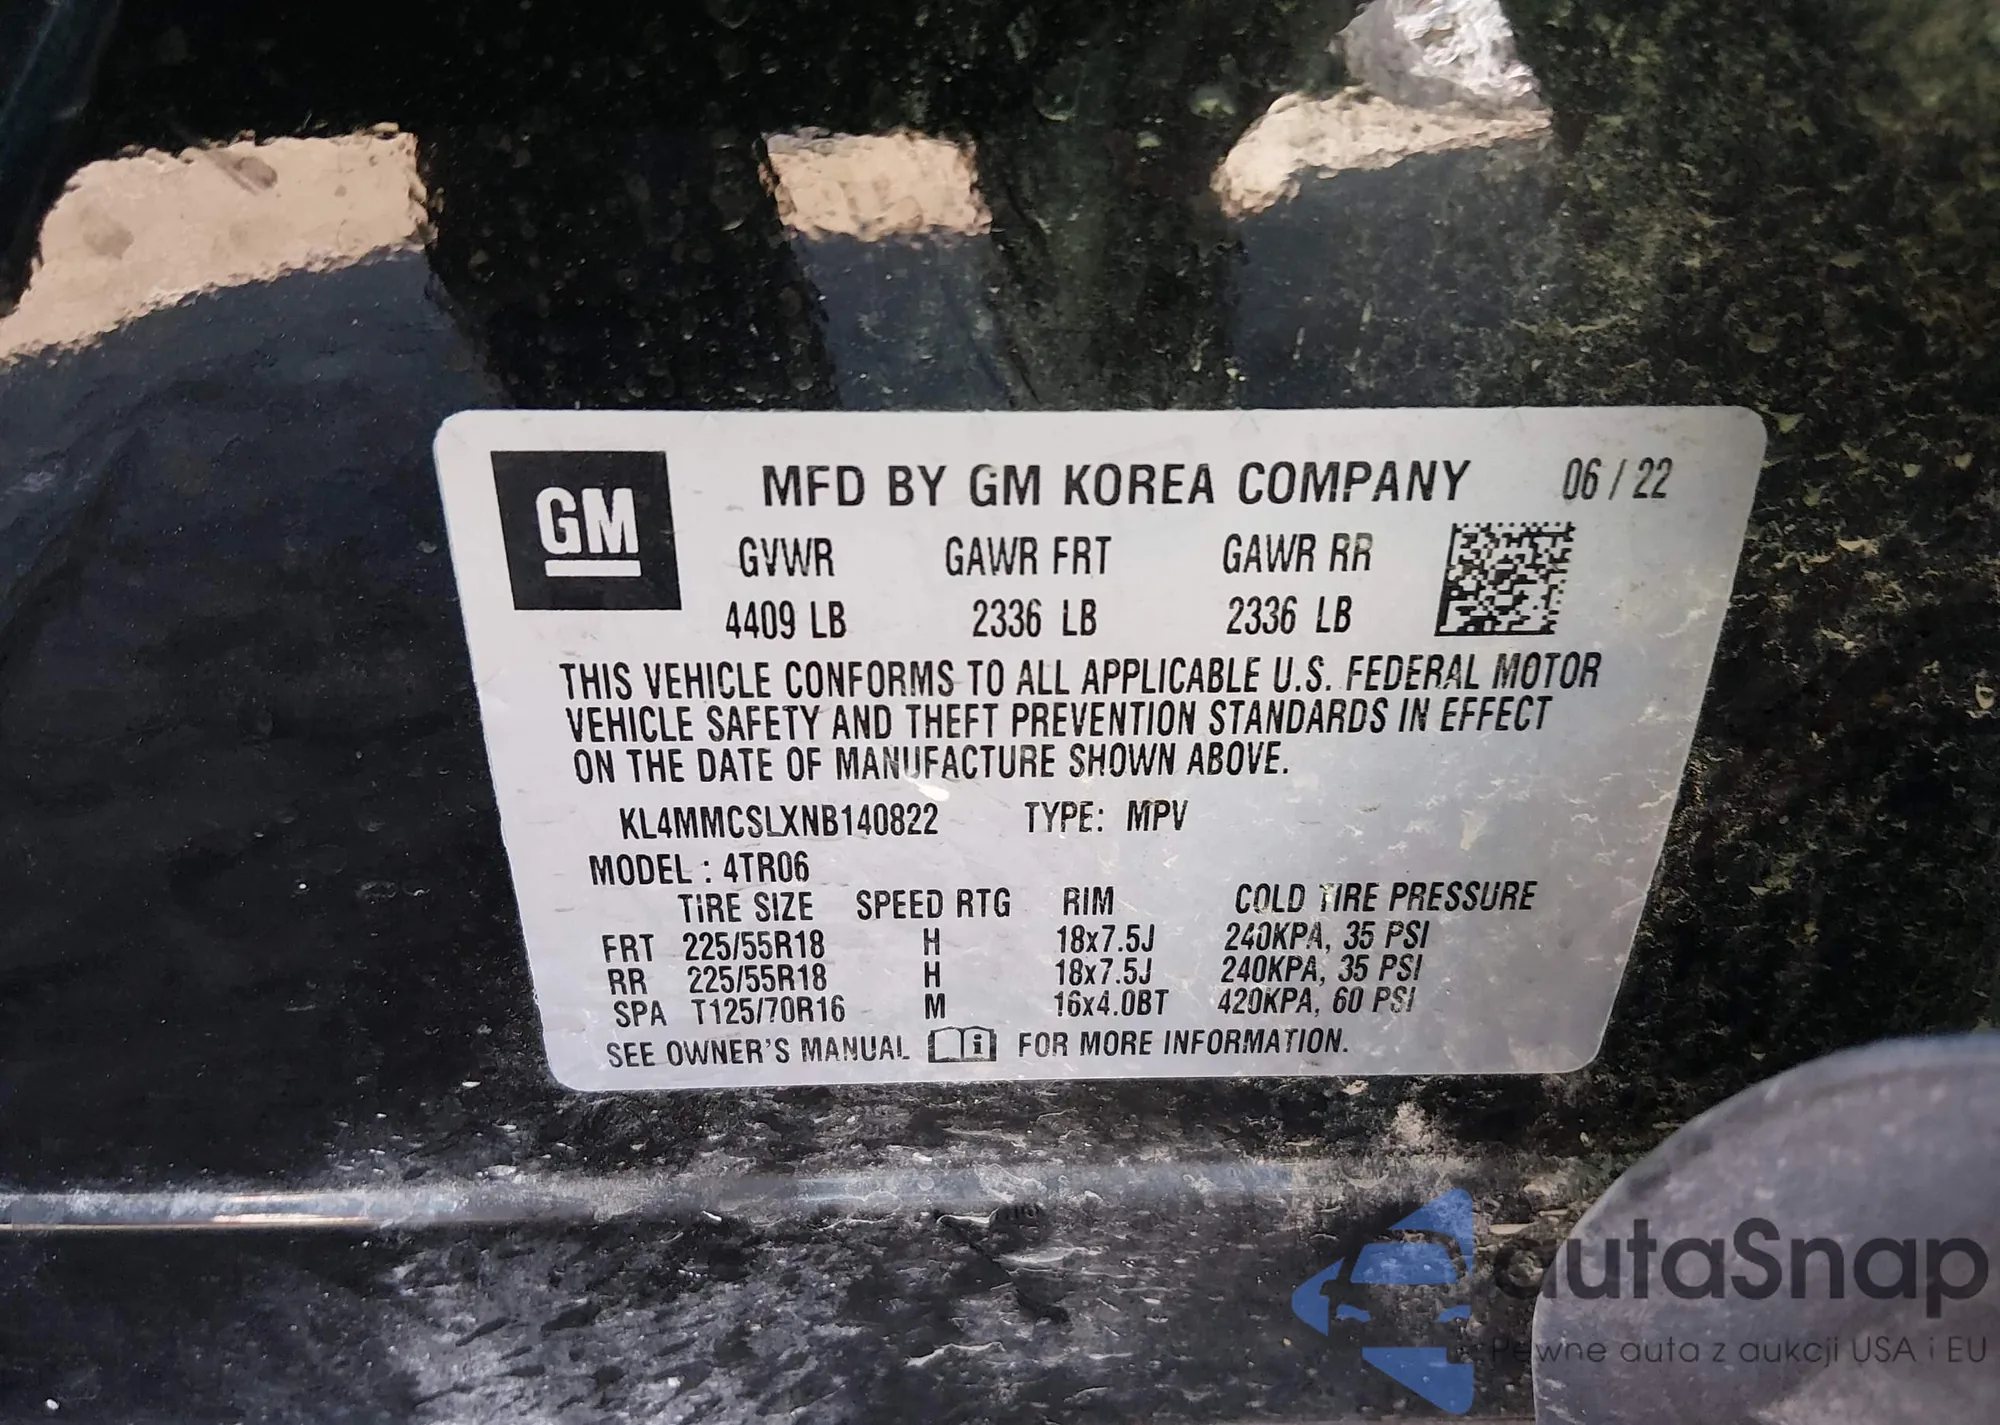 GM
MFD BY GM KOREA COMPANY 06 / 22
GVWR GAWR FRT GAWR RR
4409 LB 2336 LB 2336 LB
THIS VEHICLE CONFORMS TO ALL APPLICABLE U.S. FEDERAL MOTOR
VEHICLE SAFETY AND THEFT PREVENTION STANDARDS IN EFFECT
ON THE DATE OF MANUFACTURE SHOWN ABOVE.
KL4MMCSLXNB140822 TYPE: MPV
MODEL : 4TR06
TIRE SIZE SPEED RTG RIM COLD TIRE PRESSURE
FRT 225/55R18 H 18x7.5J 240KPA, 35 PSI
RR 225/55R18 H 18x7.5J 240KPA, 35 PSI
SPA T125/70R16 M 16x4.0BT 420KPA, 60 PSI
SEE OWNER'S MANUAL i FOR MORE INFORMATION.
autaSnap
Pewne auta z aukcji USA i EU